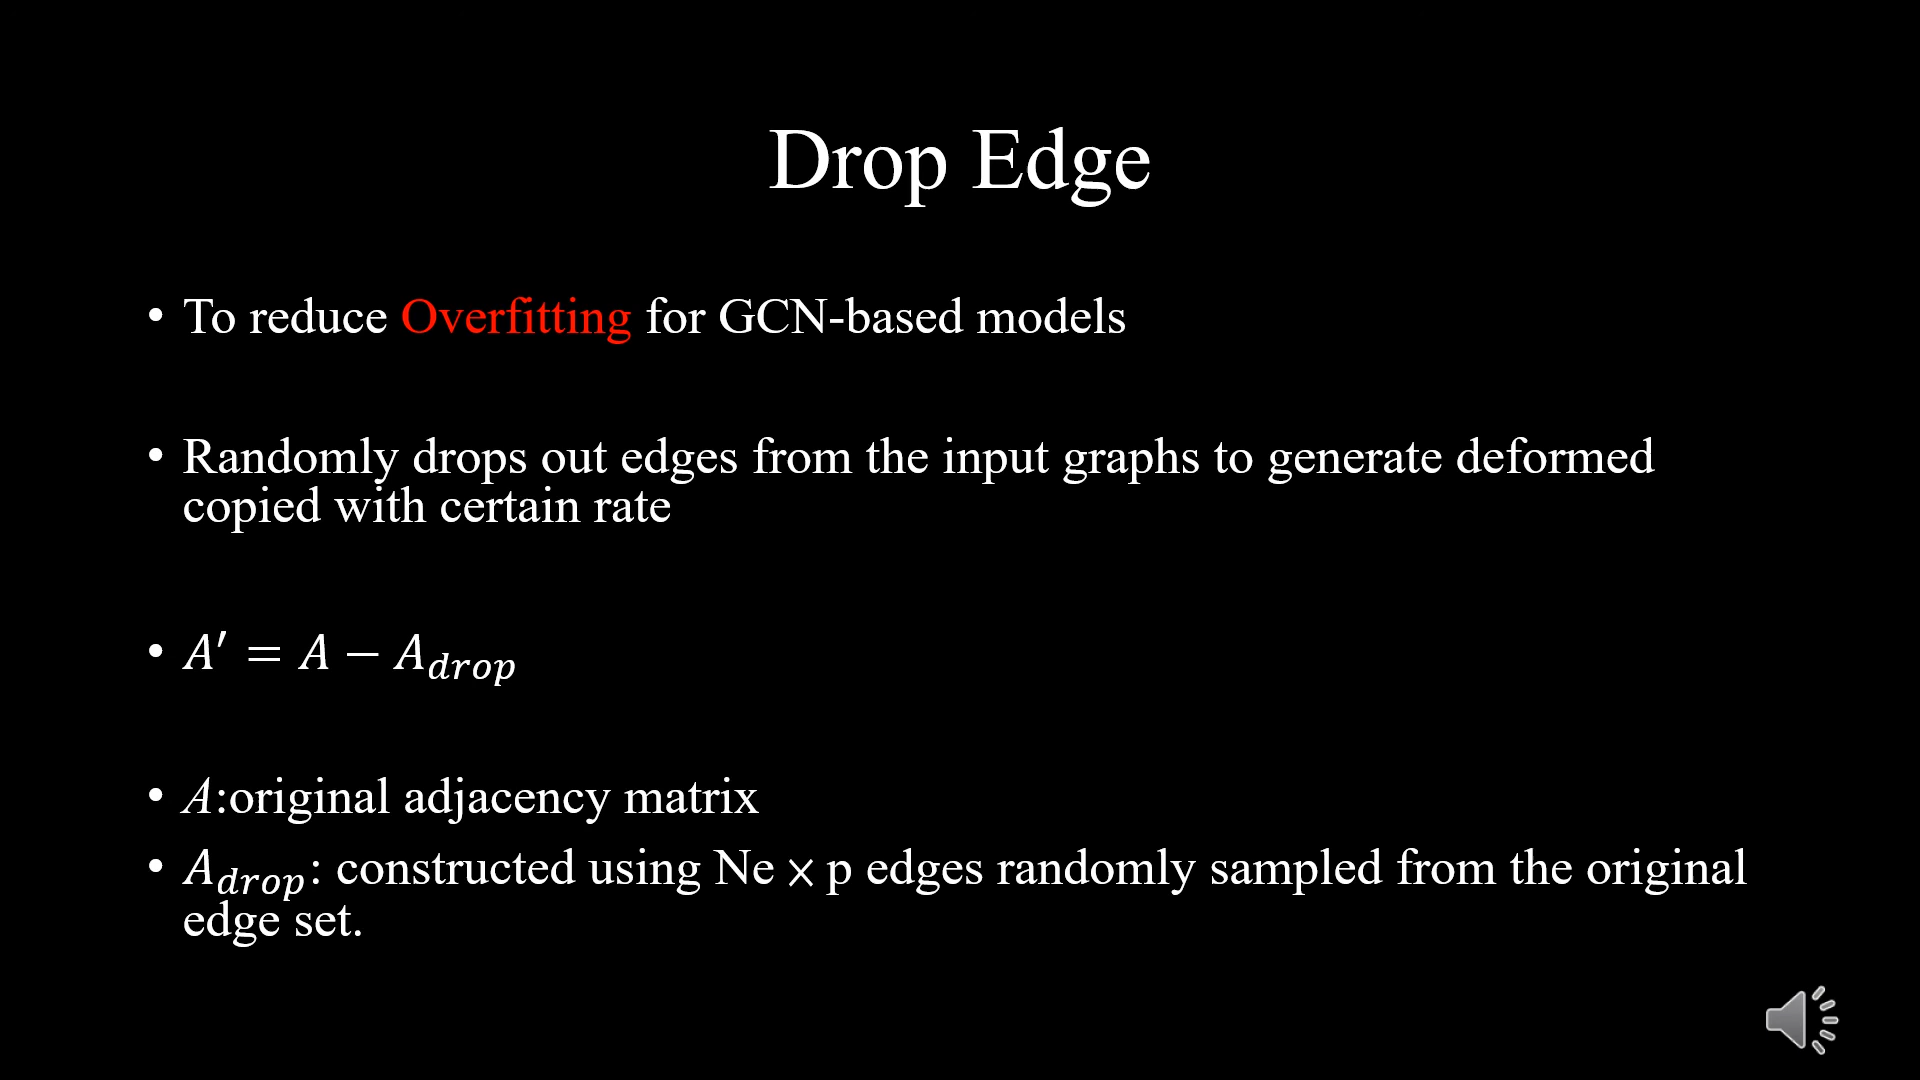 Drop Edge
• To reduce Overfitting for GCN-based models
• Randomly drops out edges from the input graphs to generate deformed
copied with certain rate
• A′ = A − A_drop
• A:original adjacency matrix
• A_drop: constructed using Ne × p edges randomly sampled from the original
edge set.